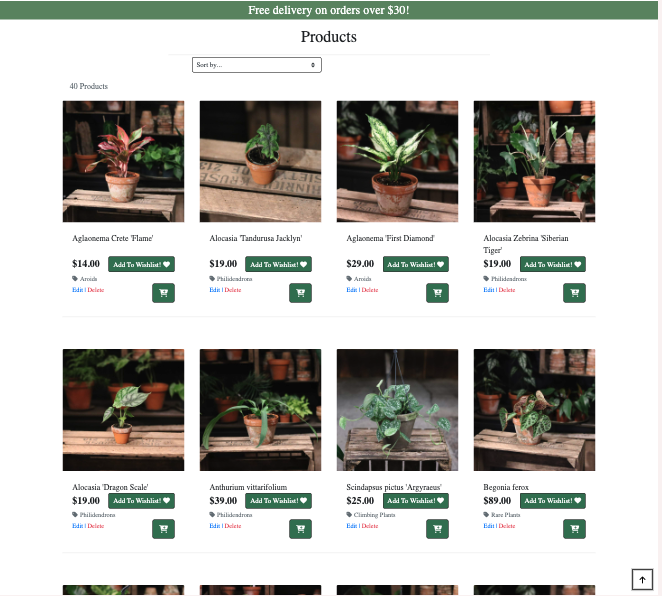 Free delivery on orders over $30!
Products
Sort by...
40 Products
Aglaonema Crete 'Flame'
$14.00 Add To Wishlist!
Aroids
Edit | Delete
Alocasia 'Tandurusa Jacklyn'
$19.00 Add To Wishlist!
Philidendrons
Edit | Delete
Aglaonema 'First Diamond'
$29.00 Add To Wishlist!
Aroids
Edit | Delete
Alocasia Zebrina 'Siberian
Tiger'
$19.00 Add To Wishlist!
Philidendrons
Edit | Delete
Alocasia 'Dragon Scale'
$19.00 Add To Wishlist!
Philidendrons
Edit | Delete
Anthurium vittarifolium
$39.00 Add To Wishlist!
Philidendrons
Edit | Delete
Scindapsus pictus 'Argyraeus'
$25.00 Add To Wishlist!
Climbing Plants
Edit | Delete
Begonia ferox
$89.00 Add To Wishlist!
Rare Plants
Edit | Delete